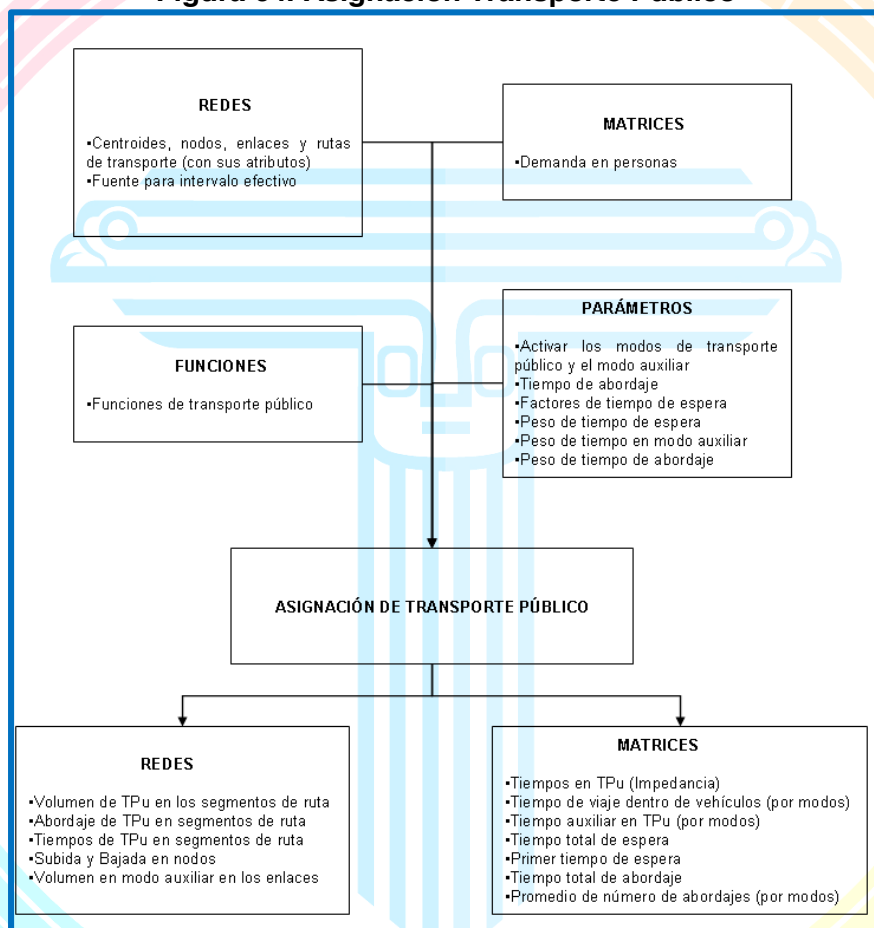 REDES
▪Centroides, nodos, enlaces y rutas
de transporte (con sus atributos)
▪Fuente para intervalo efectivo
MATRICES
▪Demanda en personas
FUNCIONES
▪Funciones de transporte público
PARÁMETROS
▪Activar los modos de transporte
público y el modo auxiliar
▪Tiempo de abordaje
▪Factores de tiempo de espera
▪Peso de tiempo de espera
▪Peso de tiempo en modo auxiliar
▪Peso de tiempo de abordaje
ASIGNACIÓN DE TRANSPORTE PÚBLICO
REDES
▪Volumen de TPu en los segmentos de ruta
▪Abordaje de TPu en segmentos de ruta
▪Tiempos de TPu en segmentos de ruta
▪Subida y Bajada en nodos
▪Volumen en modo auxiliar en los enlaces
MATRICES
▪Tiempos en TPu (Impedancia)
▪Tiempo de viaje dentro de vehículos (por modos)
▪Tiempo auxiliar en TPu (por modos)
▪Tiempo total de espera
▪Primer tiempo de espera
▪Tiempo total de abordaje
▪Promedio de número de abordajes (por modos)